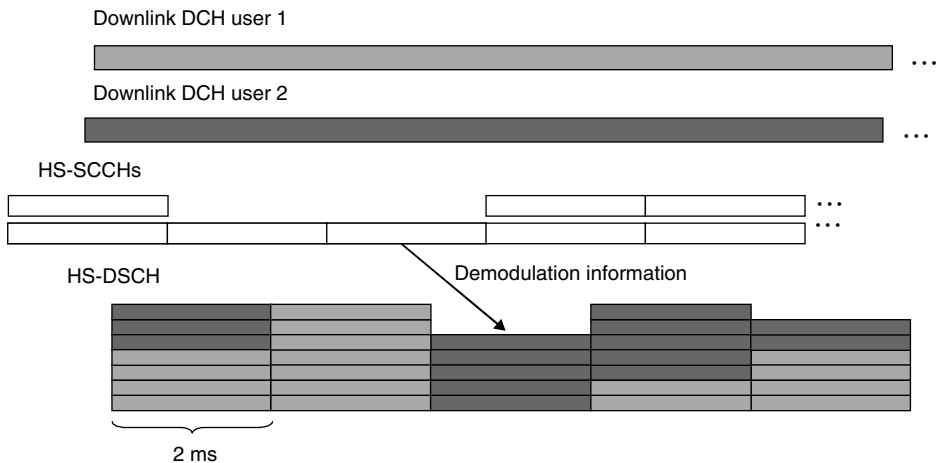 Downlink DCH user 1
...
Downlink DCH user 2
...
HS-SCCHs
...
...
HS-DSCH
Demodulation information
2 ms